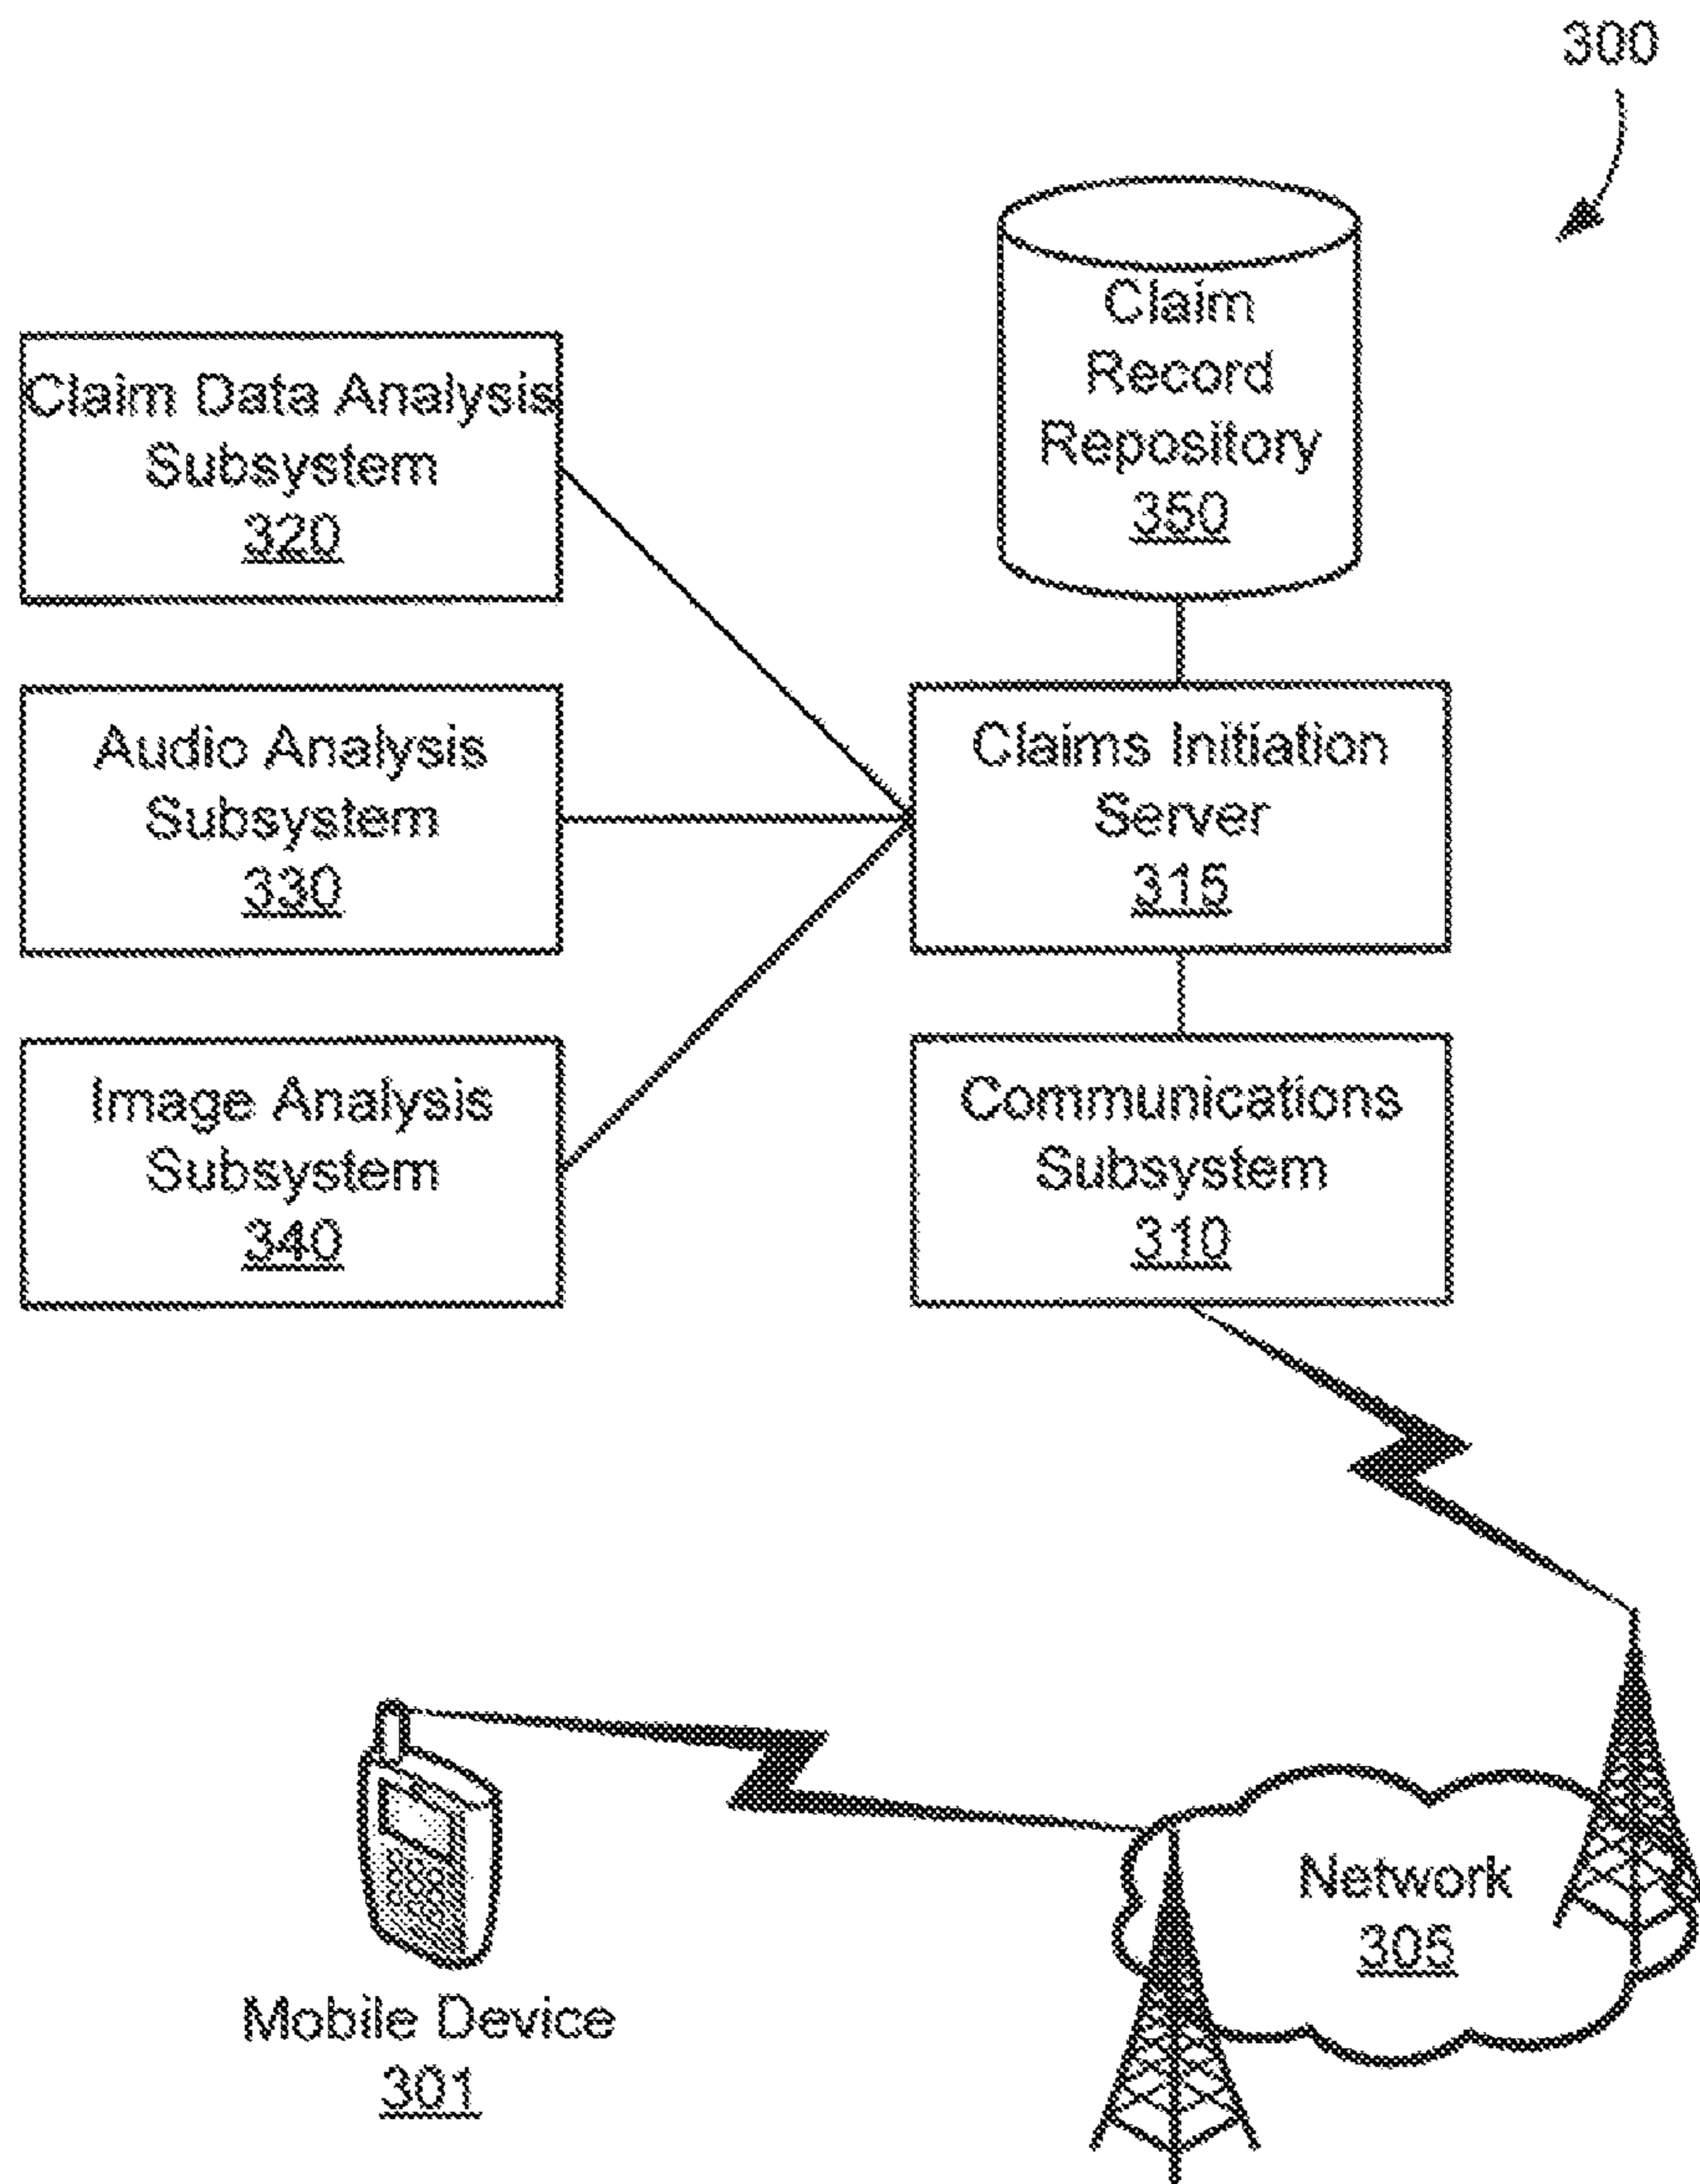 300
Claim
Record
Repository
350
Claim Data Analysis
Subsystem
320
Audio Analysis
Subsystem
330
Claims Initiation
Server
315
Image Analysis
Subsystem
340
Communications
Subsystem
310
Network
305
Mobile Device
301